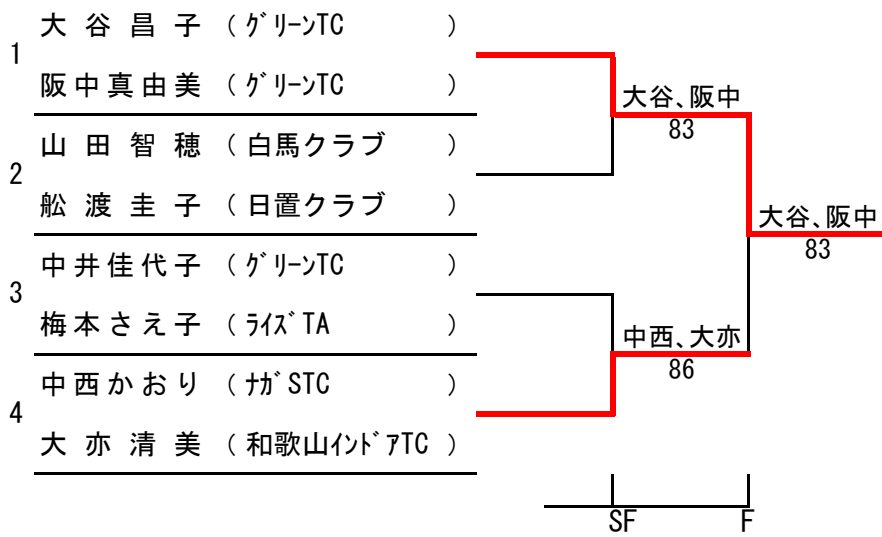 1
大谷昌子 （ｸﾞﾘｰﾝTC ）
阪中真由美 （ｸﾞﾘｰﾝTC ）
2
山田智穂 （白馬クラブ ）
舩渡圭子 （日置クラブ ）
3
中井佳代子 （ｸﾞﾘｰﾝTC ）
梅本さえ子 （ﾗｲｽﾞTA ）
4
中西かおり （ﾅｶﾞSTC ）
大亦清美 （和歌山ｲﾝﾄﾞｱTC ）
大谷、阪中
83
中西、大亦
86
大谷、阪中
83
SF F